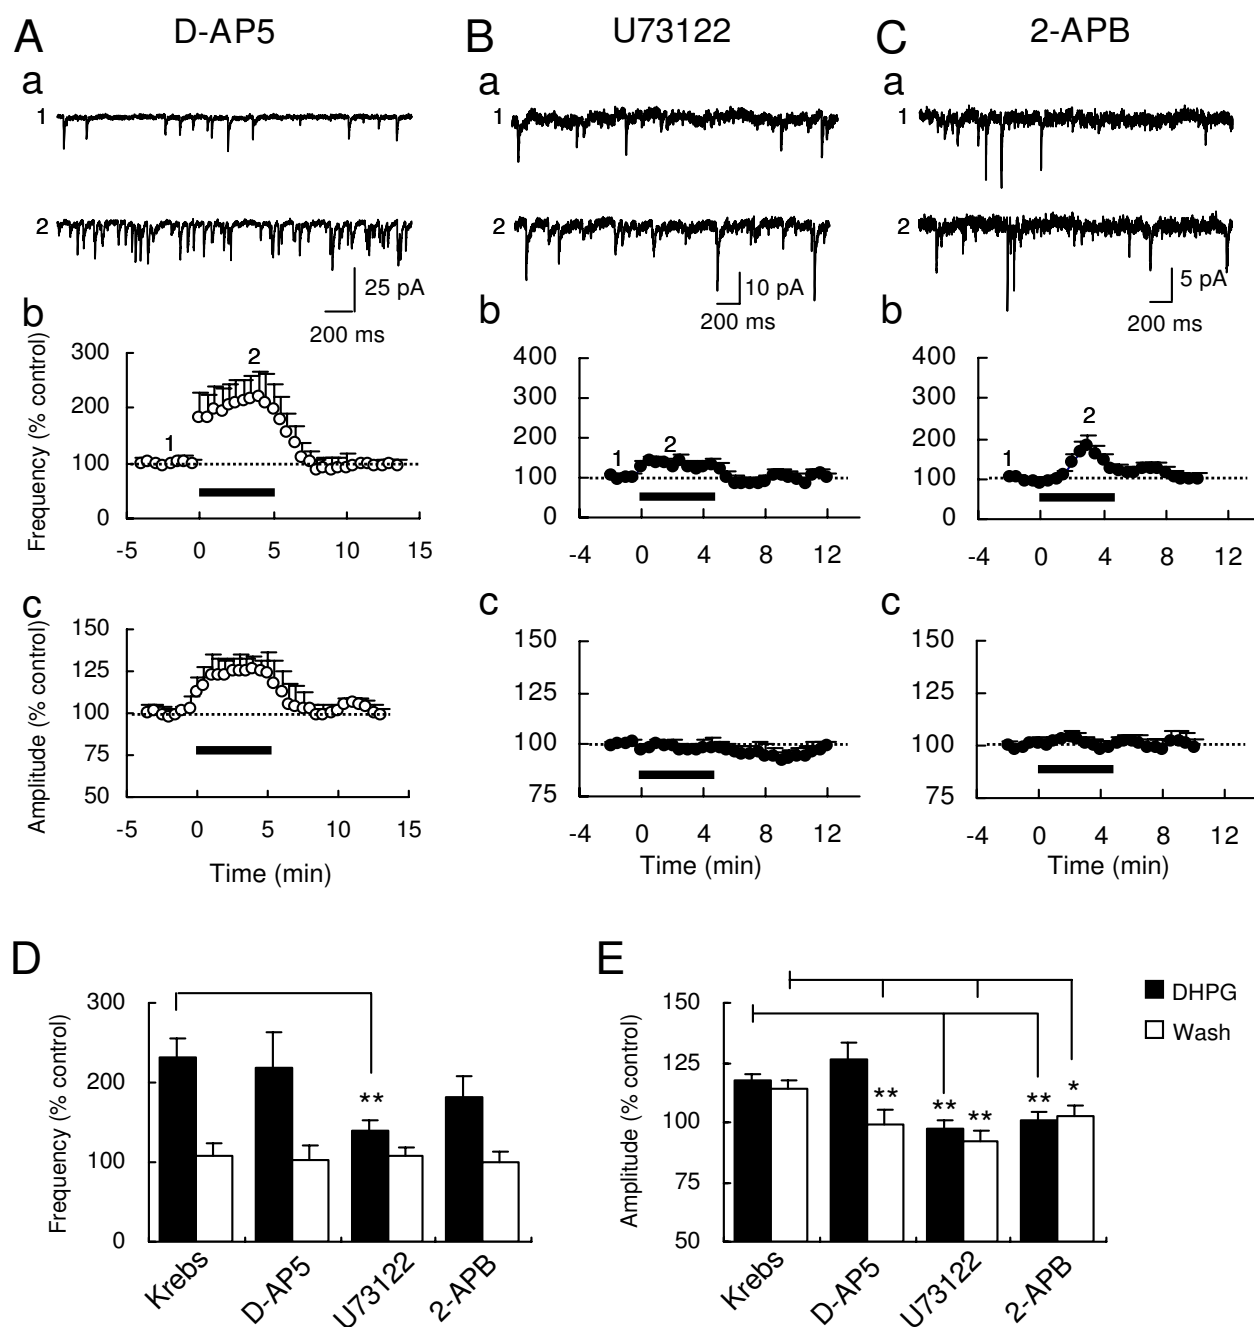 A D-AP5 B U73122 C 2-APB
a a a
1 1 1
2 2 2
25 pA 10 pA 5 pA
200 ms 200 ms 200 ms
b b b
Frequency (% control)
300
200
100
0
1 2
-5 0 5 10 15
400
300
200
100
0
1 2
-4 0 4 8 12
400
300
200
100
0
1 2
-4 0 4 8 12
c c c
Amplitude (% control)
150
125
100
75
50
-5 0 5 10 15
Time (min)
150
125
100
75
-4 0 4 8 12
Time (min)
150
125
100
75
-4 0 4 8 12
Time (min)
D
Frequency (% control)
300
200
100
0
**
Krebs D-AP5 U73122 2-APB
E
Amplitude (% control)
150
125
100
75
50
** ** ** ** *
Krebs D-AP5 U73122 2-APB
DHPG
Wash